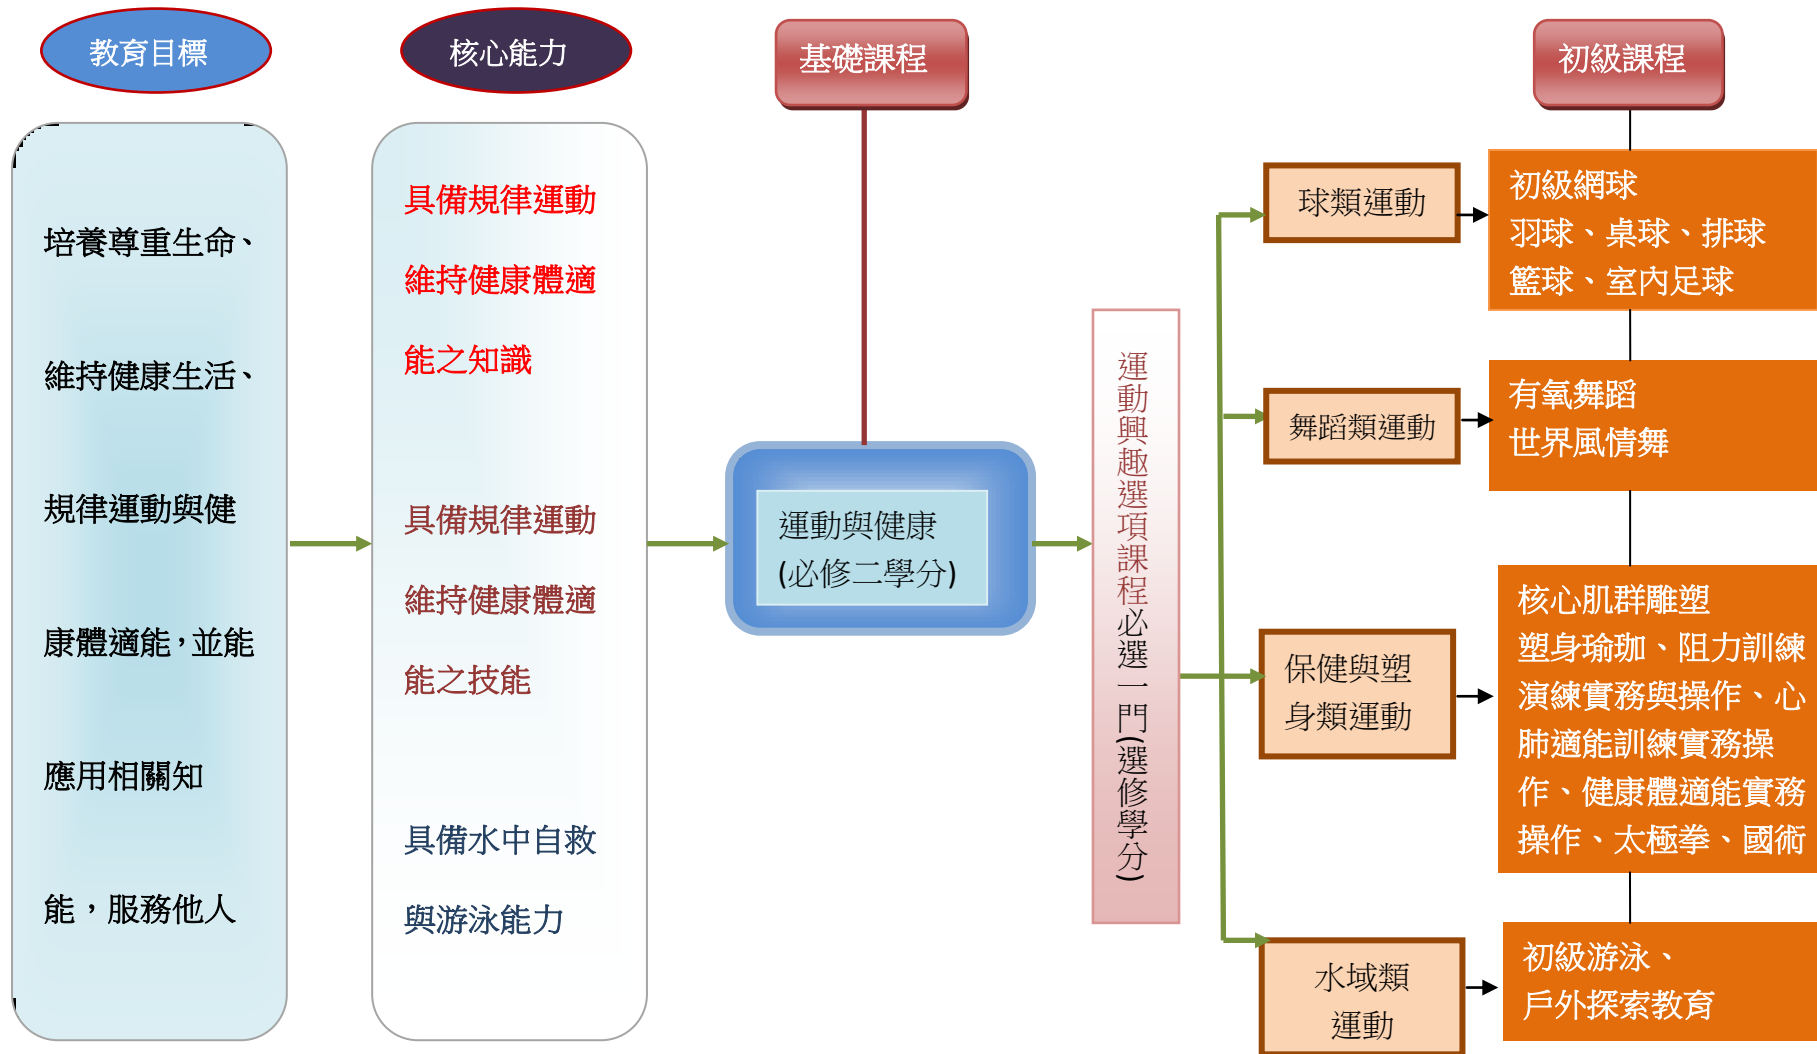 教育目標
核心能力
基礎課程
初級課程
培養尊重生命、
維持健康生活、
規律運動與健
康體適能，並能
應用相關知
能，服務他人
具備規律運動
維持健康體適
能之知識
具備規律運動
維持健康體適
能之技能
具備水中自救
與游泳能力
運動與健康
(必修二學分)
運動興趣選項課程必選一門(選修學分)
球類運動
初級網球
羽球、桌球、排球
籃球、室內足球
舞蹈類運動
有氧舞蹈
世界風情舞
保健與塑
身類運動
核心肌群雕塑
塑身瑜珈、阻力訓練
演練實務與操作、心
肺適能訓練實務操
作、健康體適能實務
操作、太極拳、國術
水域類
運動
初級游泳、
戶外探索教育